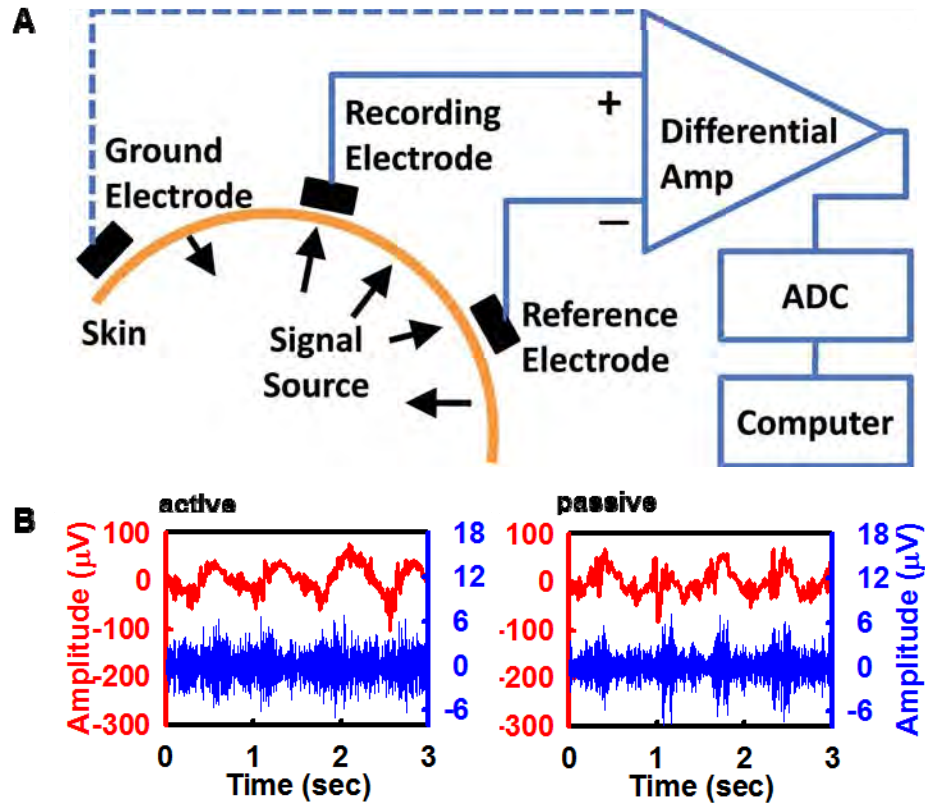 A
Ground
Electrode
Recording
Electrode
+
Differential
Amp
−
Skin
Signal
Source
Reference
Electrode
ADC
Computer
B
active
passive
Amplitude (µV)
100
0
-100
-200
-300
18
12
6
0
-6
0 1 2 3
Time (sec)
100
0
-100
-200
-300
18
12
6
0
-6
Amplitude (µV)
0 1 2 3
Time (sec)